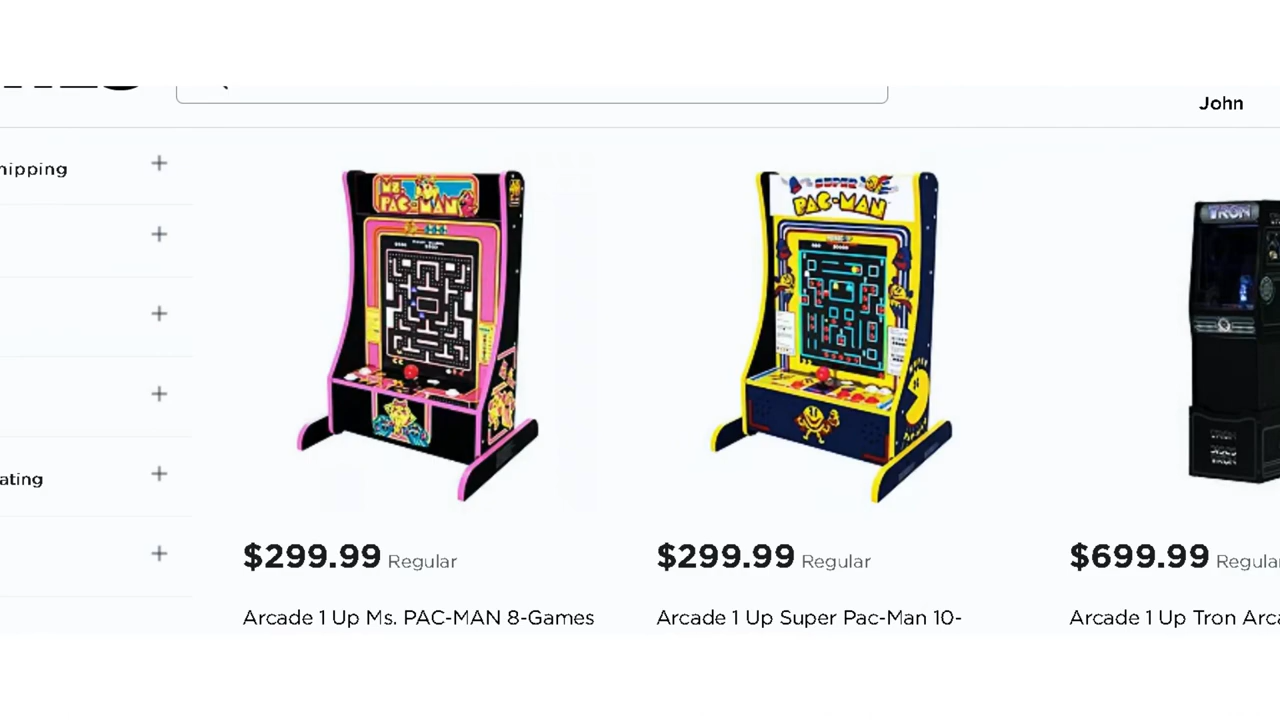 John
hipping
ating
MS.
PAC-MAN
SUPER
PAC-MAN
TRON
$299.99 Regular
$299.99 Regular
$699.99 Regula
Arcade 1 Up Ms. PAC-MAN 8-Games
Arcade 1 Up Super Pac-Man 10-
Arcade 1 Up Tron Arca